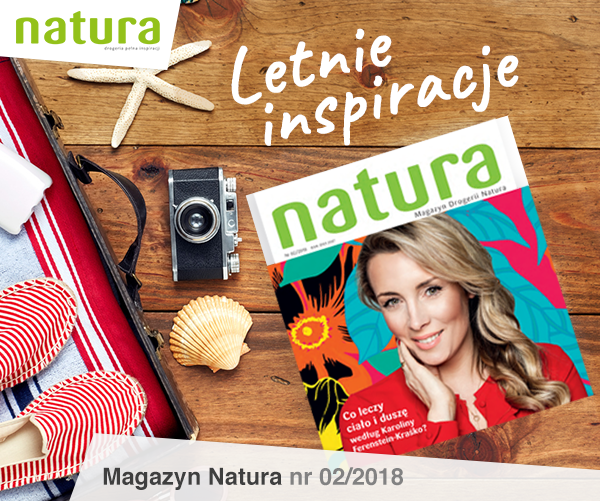 natura
drogeria pełna inspiracji
Letnie
inspiracje
natura
Magazyn Drogerii Natura
Co leczy
ciało i duszę
według Karoliny
Ferenstein-Kraśko?
Magazyn Natura nr 02/2018